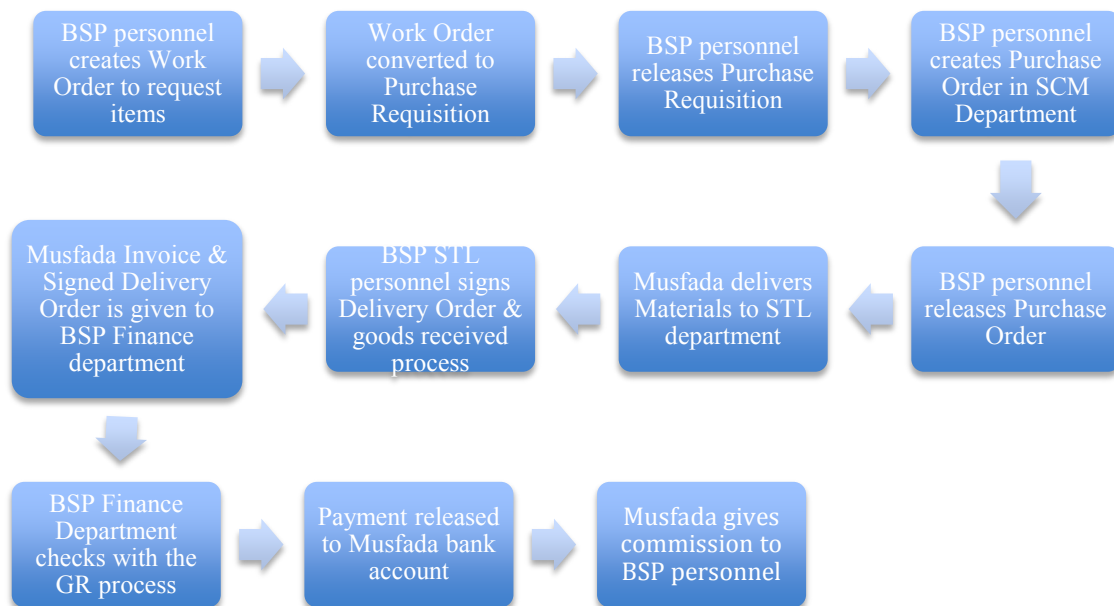 BSP personnel
creates Work
Order to request
items
Work Order
converted to
Purchase
Requisition
BSP personnel
releases Purchase
Requisition
BSP personnel
creates Purchase
Order in SCM
Department
BSP personnel
releases Purchase
Order
Musfada delivers
Materials to STL
department
BSP STL
personnel signs
Delivery Order &
goods received
process
Musfada Invoice &
Signed Delivery
Order is given to
BSP Finance
department
BSP Finance
Department
checks with the
GR process
Payment released
to Musfada bank
account
Musfada gives
commission to
BSP personnel